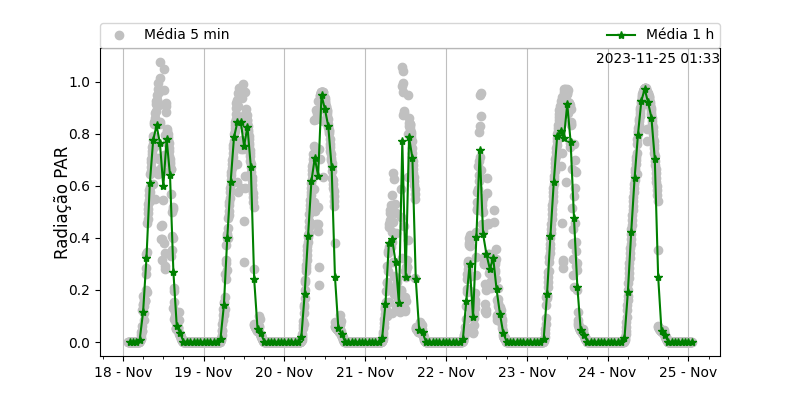 Média 5 min
Média 1 h
2023-11-25 01:33
Radiação PAR
1.0
0.8
0.6
0.4
0.2
0.0
18 - Nov
19 - Nov
20 - Nov
21 - Nov
22 - Nov
23 - Nov
24 - Nov
25 - Nov